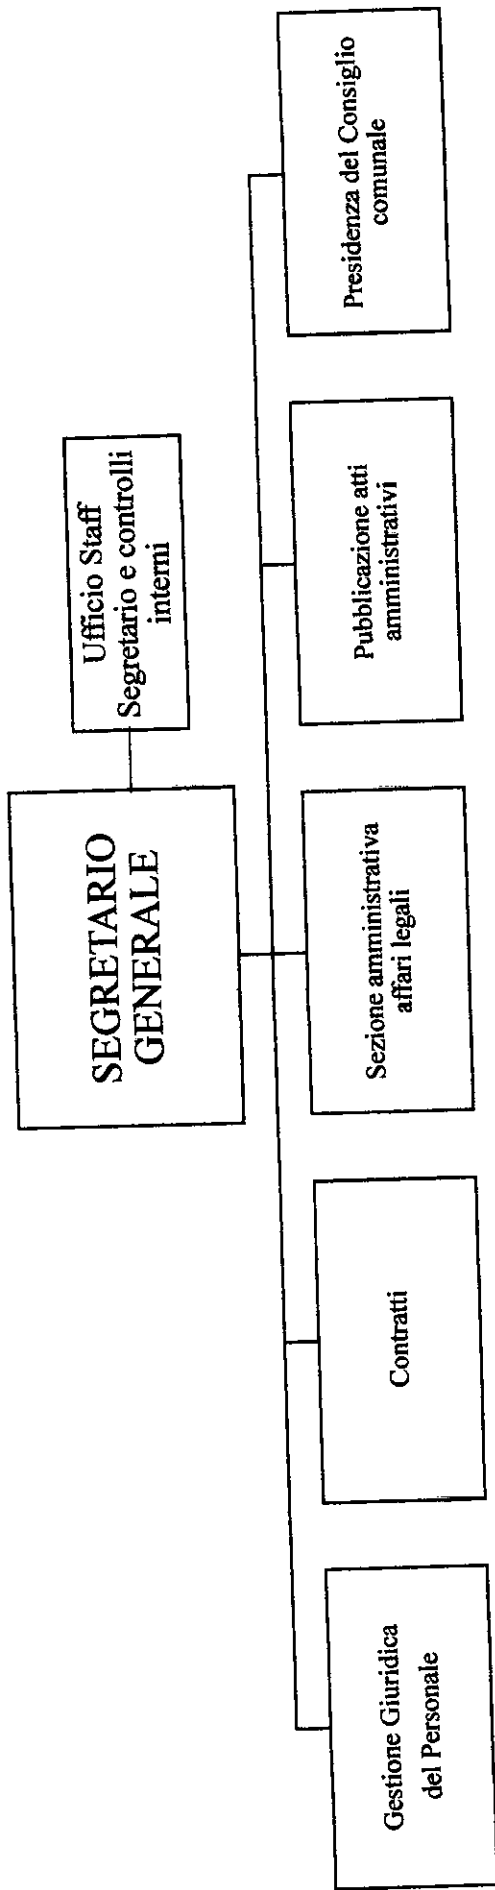 SEGRETARIO
GENERALE
Ufficio Staff
Segretario e controlli
interni
Gestione Giuridica
del Personale
Contratti
Sezione amministrativa
affari legali
Pubblicazione atti
amministrativi
Presidenza del Consiglio
comunale